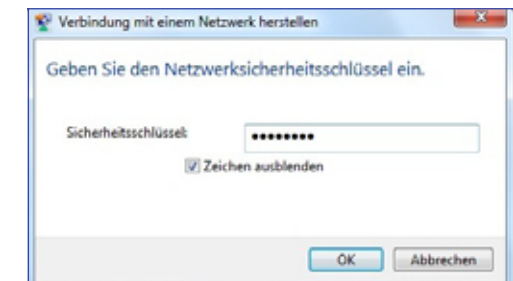 Verbindung mit einem Netzwerk herstellen
Geben Sie den Netzwerksicherheitsschlüssel ein.
Sicherheitsschlüssel: ••••••••
Zeichen ausblenden
OK Abbrechen